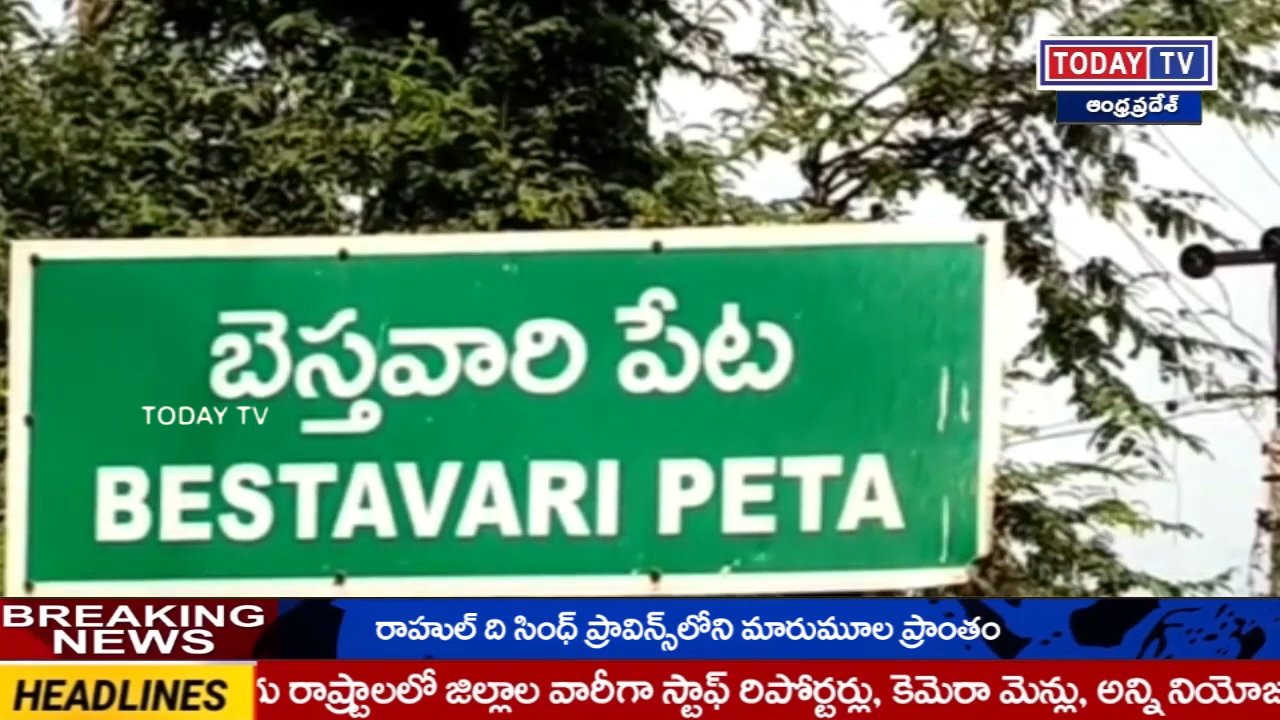 TODAY TV
ఆంధ్రప్రదేశ్
బెస్తవారి పేట
TODAY TV
BESTAVARI PETA
BREAKING NEWS
రాహుల్ ది సింధ్ ప్రావిన్స్‌లోని మారుమూల ప్రాంతం
HEADLINES
రాష్ట్రాలలో జిల్లాల వారీగా స్టాఫ్ రిపోర్టర్లు, కెమెరా మెన్లు, అన్ని